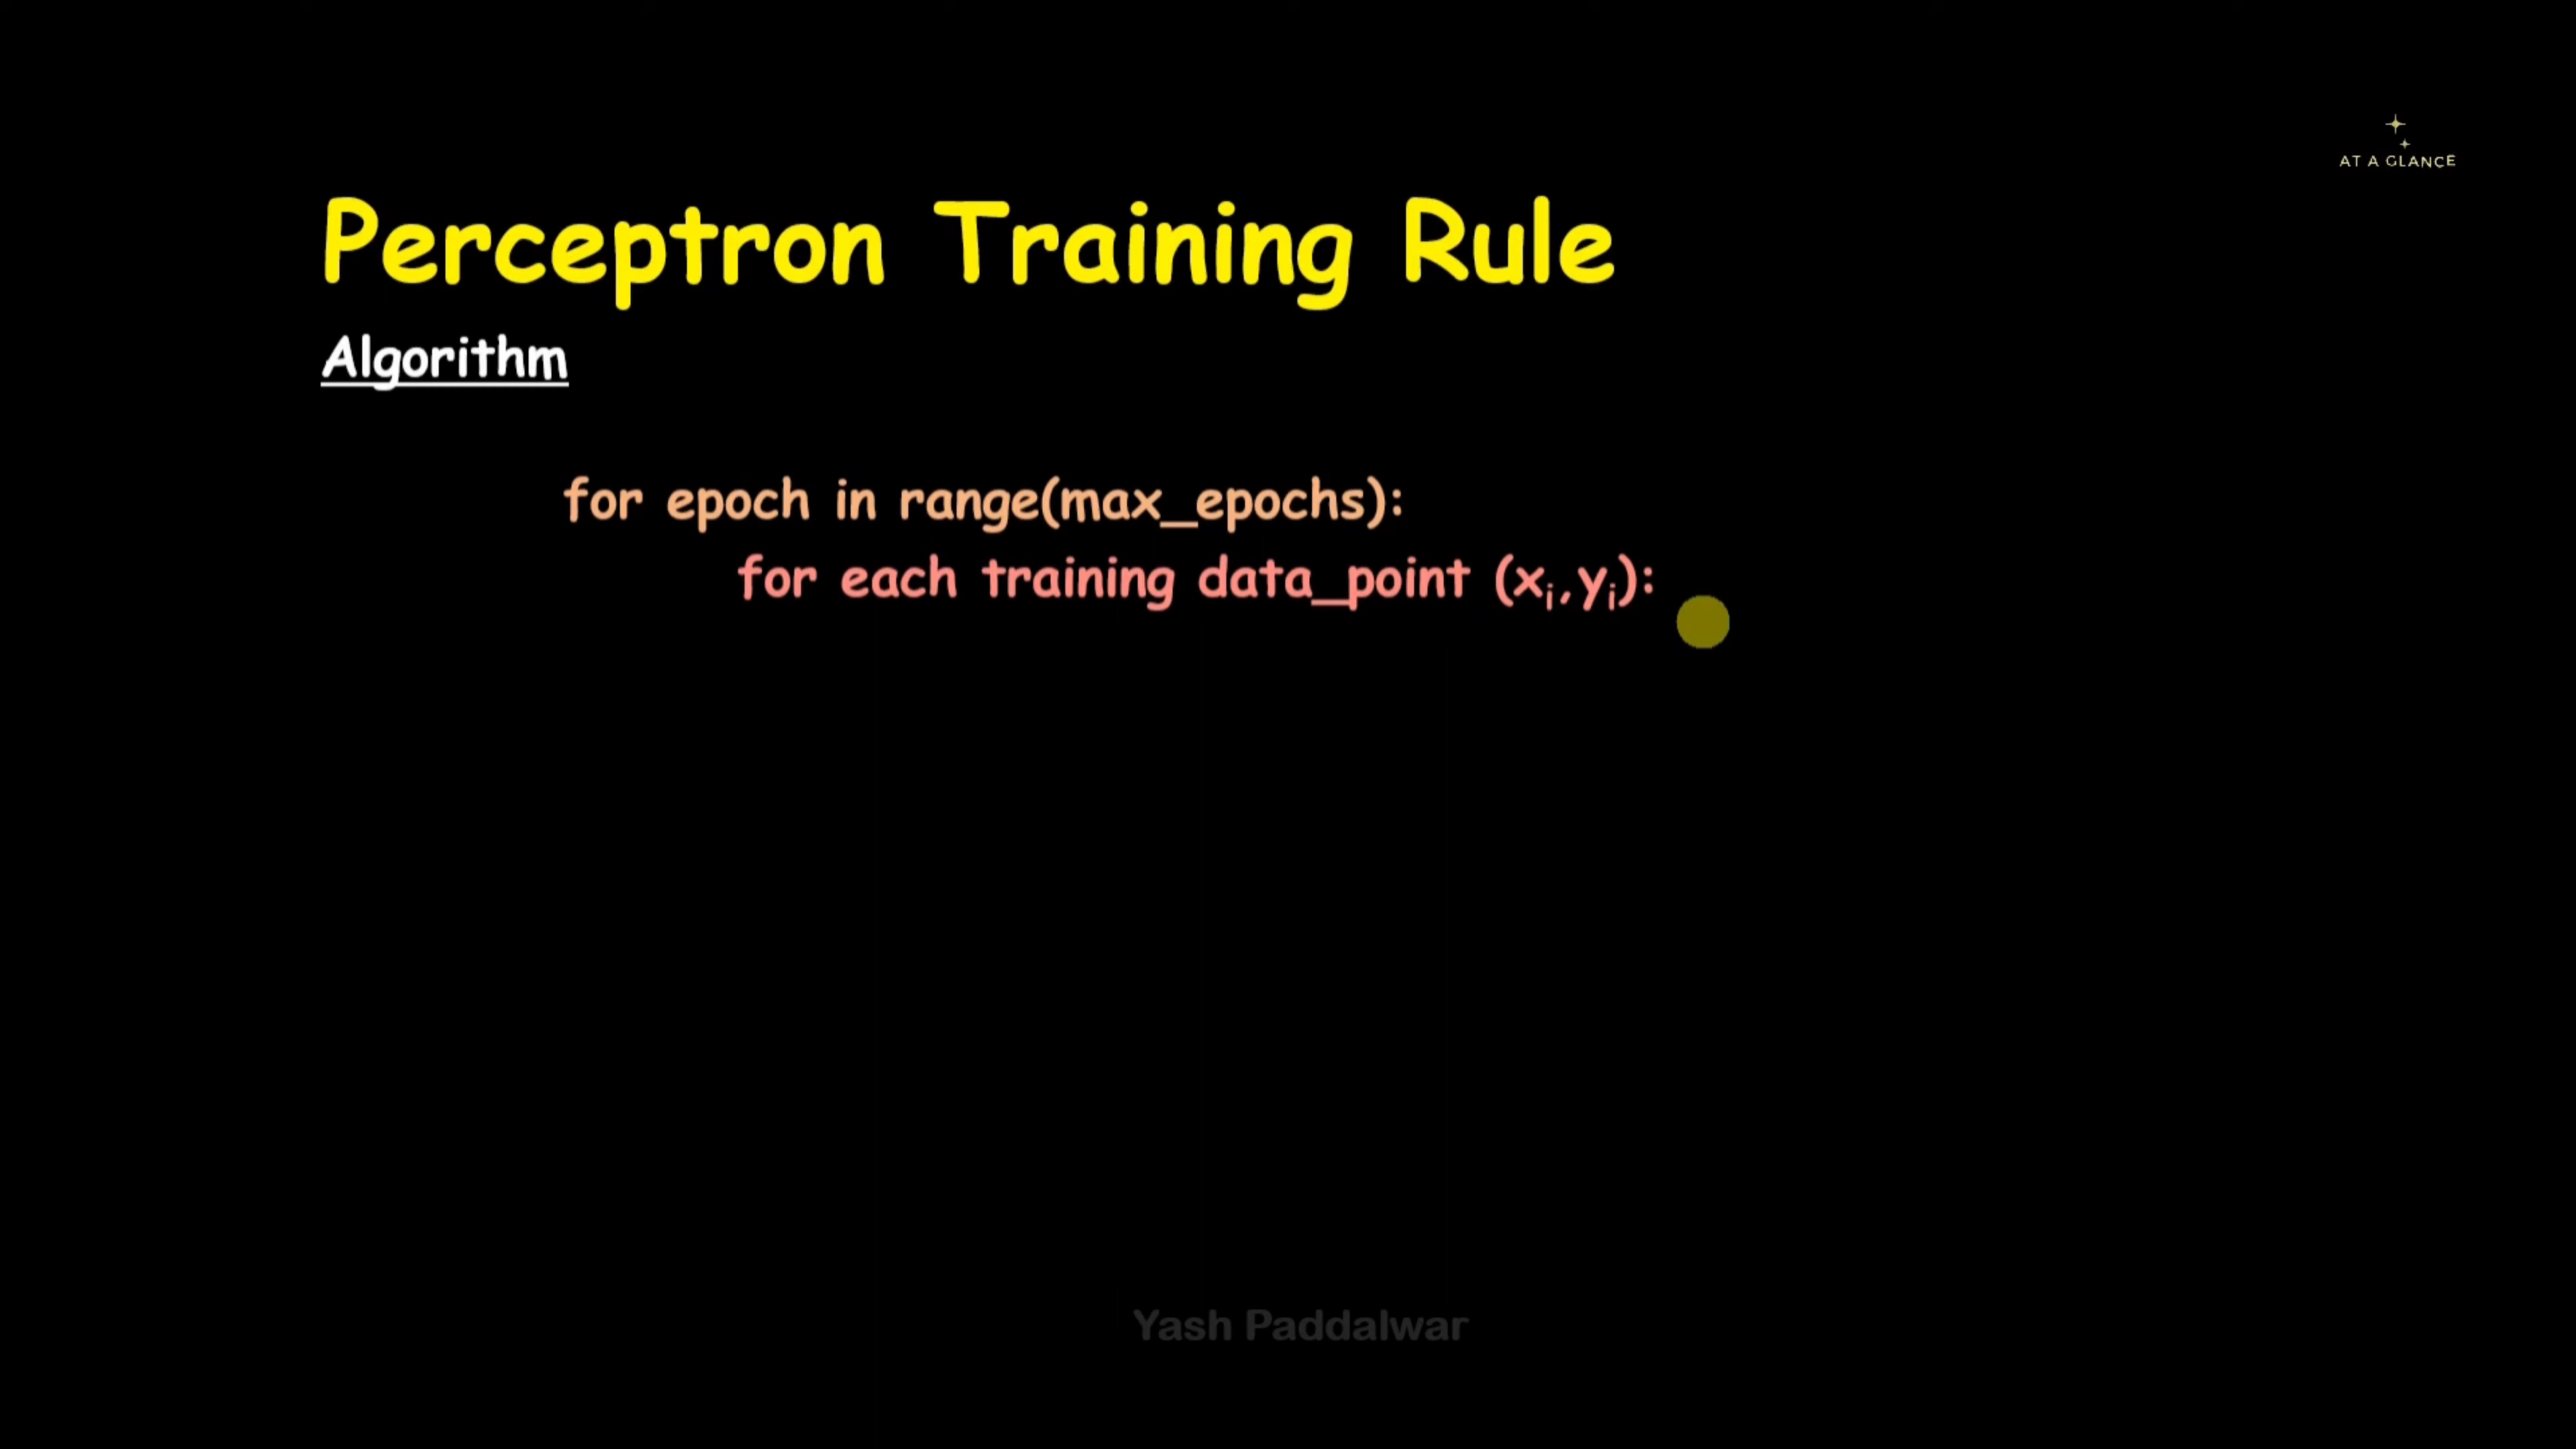 AT A GLANCE
Perceptron Training Rule
Algorithm
for epoch in range(max_epochs):
for each training data_point (xᵢ,yᵢ):
Yash Paddalwar